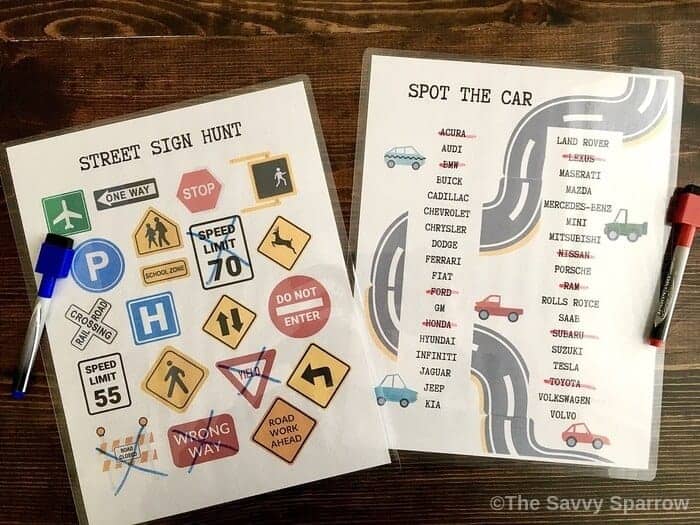 STREET SIGN HUNT
ONE WAY
STOP
P
SCHOOL ZONE
SPEED
LIMIT
70
RAILROAD
CROSSING
H
DO NOT
ENTER
SPEED
LIMIT
55
YIELD
ROAD
CLOSED
WRONG
WAY
ROAD
WORK
AHEAD
SPOT THE CAR
ACURA
AUDI
BMW
BUICK
CADILLAC
CHEVROLET
CHRYSLER
DODGE
FERRARI
FIAT
FORD
GM
HONDA
HYUNDAI
INFINITI
JAGUAR
JEEP
KIA
LAND ROVER
LEXUS
MASERATI
MAZDA
MERCEDES-BENZ
MINI
MITSUBISHI
NISSAN
PORSCHE
RAM
ROLLS ROYCE
SAAB
SUBARU
SUZUKI
TESLA
TOYOTA
VOLKSWAGEN
VOLVO
©The Savvy Sparrow